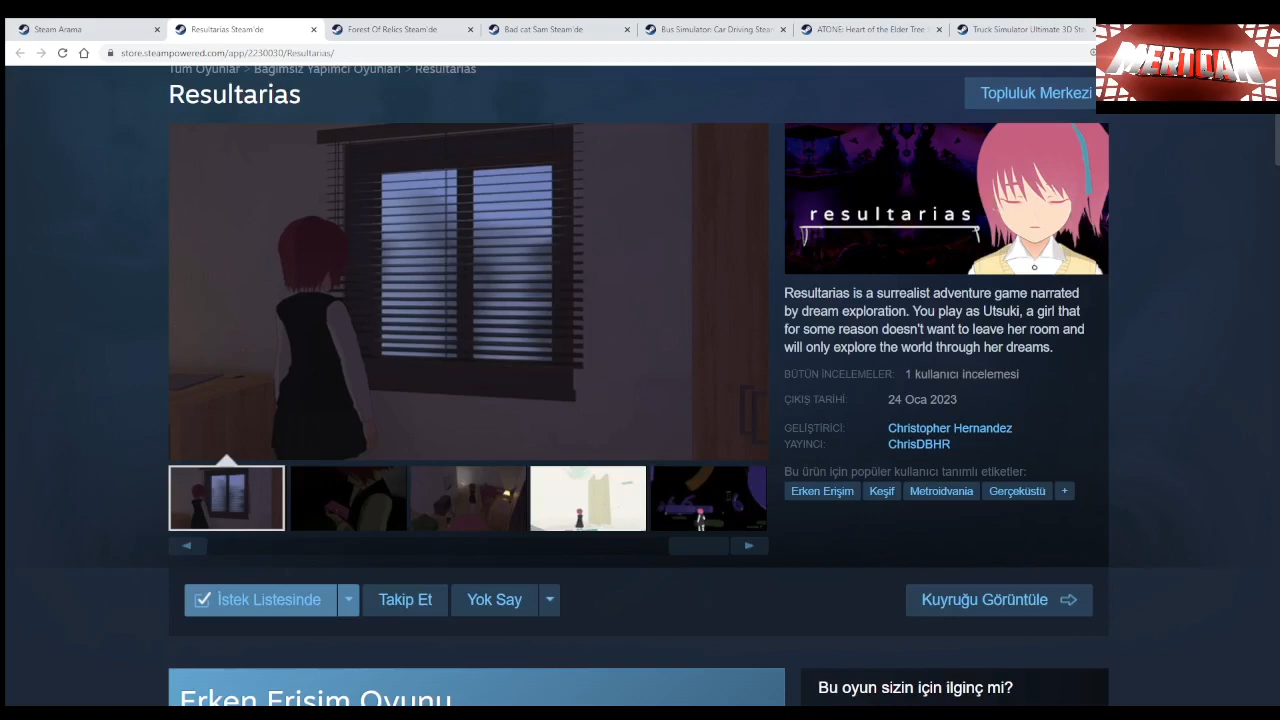 Steam Arama
Resultarias Steam'de
Forest Of Relics Steam'de
Bad cat Sam Steam'de
Bus Simulator: Car Driving Steam
ATONE: Heart of the Elder Tree
Truck Simulator Ultimate 3D Ste
store.steampowered.com/app/2230030/Resultarias/
MERTCAN
Tüm Oyunlar > Bağımsız Yapımcı Oyunları > Resultarias
Resultarias
Topluluk Merkezi
resultarias
Resultarias is a surrealist adventure game narrated
by dream exploration. You play as Utsuki, a girl that
for some reason doesn't want to leave her room and
will only explore the world through her dreams.
BÜTÜN İNCELEMELER: 1 kullanıcı incelemesi
ÇIKIŞ TARİHİ: 24 Oca 2023
GELİŞTİRİCİ: Christopher Hernandez
YAYINCI: ChrisDBHR
Bu ürün için popüler kullanıcı tanımlı etiketler:
Erken Erişim Keşif Metroidvania Gerçeküstü +
İstek Listesinde Takip Et Yok Say Kuyruğu Görüntüle
Erken Erişim Oyunu
Bu oyun sizin için ilginç mi?